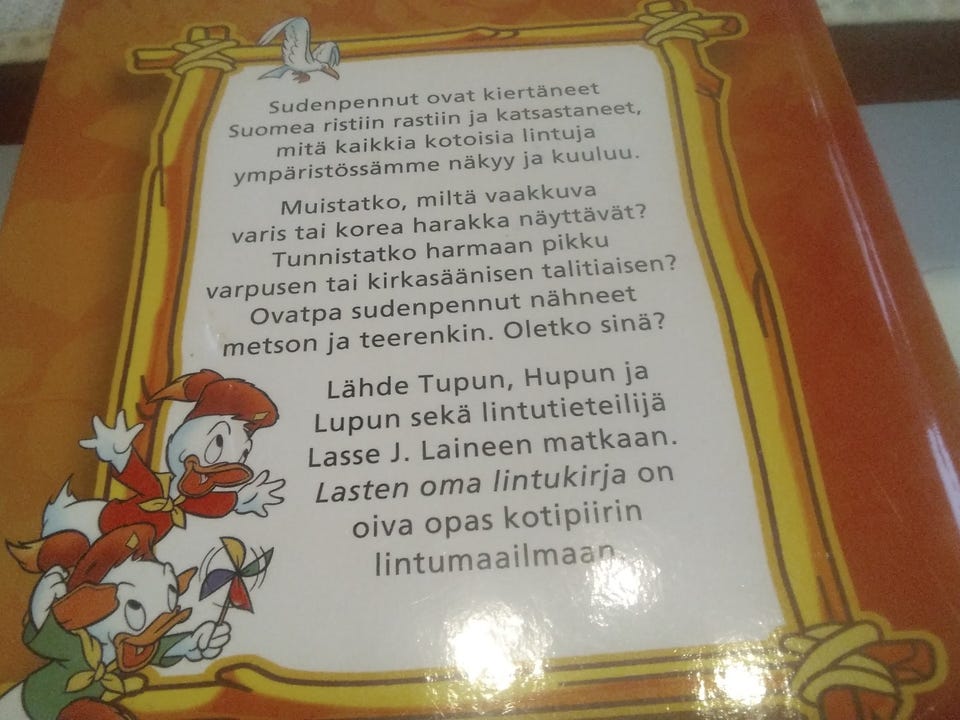 Sudenpennut ovat kiertäneet
Suomea ristiin rastiin ja katsastaneet,
mitä kaikkia kotoisia lintuja
ympäristössämme näkyy ja kuuluu.
Muistatko, miltä vaakkuva
varis tai korea harakka näyttävät?
Tunnistatko harmaan pikku
varpusen tai kirkasäänisen talitiaisen?
Ovatpa sudenpennut nähneet
metson ja teerenkin. Oletko sinä?
Lähde Tupun, Hupun ja
Lupun sekä lintutieteilijä
Lasse J. Laineen matkaan.
Lasten oma lintukirja on
oiva opas kotipiirin
lintumaailmaan.